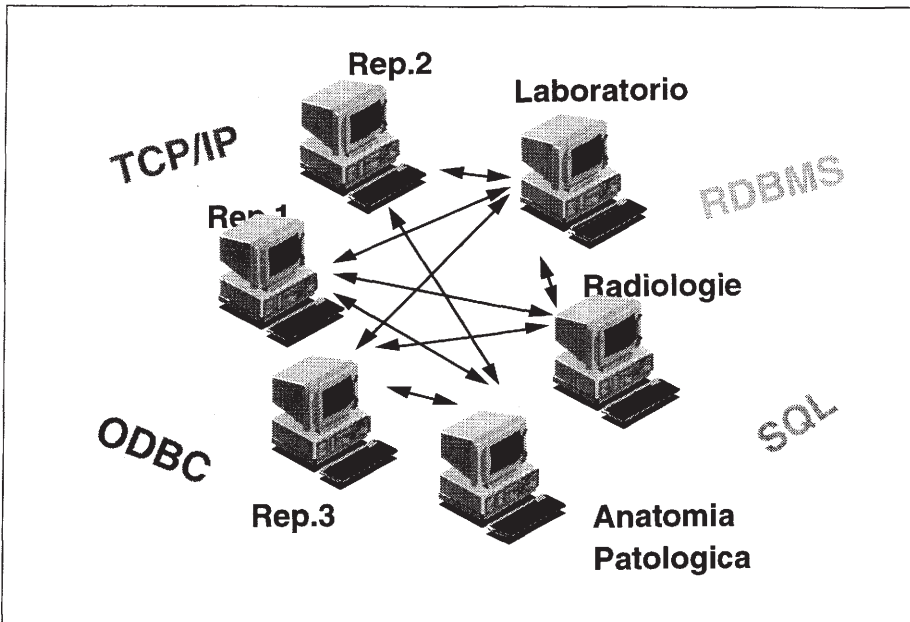 Rep.2
Laboratorio
TCP/IP
RDBMS
Rep.1
Radiologie
ODBC
SQL
Rep.3
Anatomia
Patologica